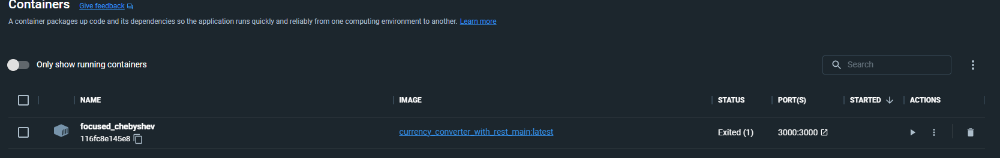 Containers Give feedback
A container packages up code and its dependencies so the application runs quickly and reliably from one computing environment to another. Learn more
Only show running containers Search
NAME IMAGE STATUS PORT(S) STARTED ACTIONS
focused_chebyshev currency_converter_with_rest_main:latest Exited (1) 3000:3000
116fc8e145e8